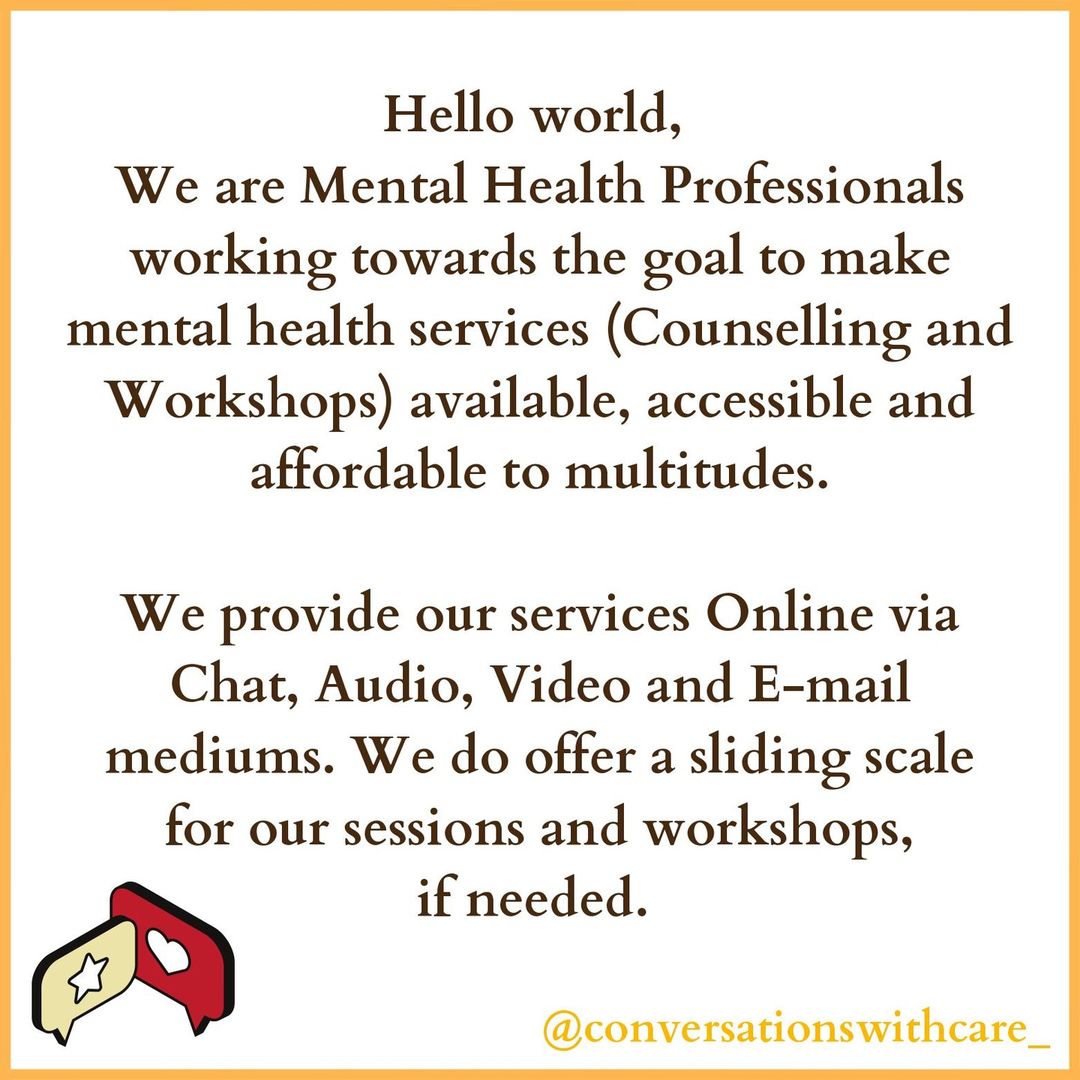 Hello world,
We are Mental Health Professionals
working towards the goal to make
mental health services (Counselling and
Workshops) available, accessible and
affordable to multitudes.
We provide our services Online via
Chat, Audio, Video and E-mail
mediums. We do offer a sliding scale
for our sessions and workshops,
if needed.
@conversationswithcare_